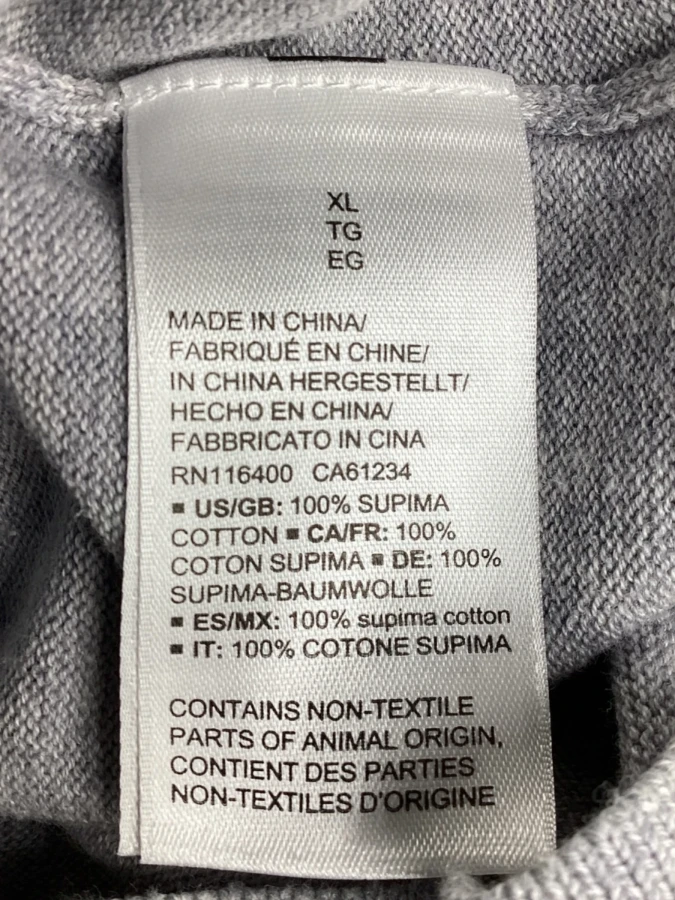 XL
TG
EG
MADE IN CHINA/
FABRIQUÉ EN CHINE/
IN CHINA HERGESTELLT/
HECHO EN CHINA/
FABBRICATO IN CINA
RN116400 CA61234
▪ US/GB: 100% SUPIMA
COTTON ▪ CA/FR: 100%
COTON SUPIMA ▪ DE: 100%
SUPIMA-BAUMWOLLE
▪ ES/MX: 100% supima cotton
▪ IT: 100% COTONE SUPIMA
CONTAINS NON-TEXTILE
PARTS OF ANIMAL ORIGIN,
CONTIENT DES PARTIES
NON-TEXTILES D'ORIGINE